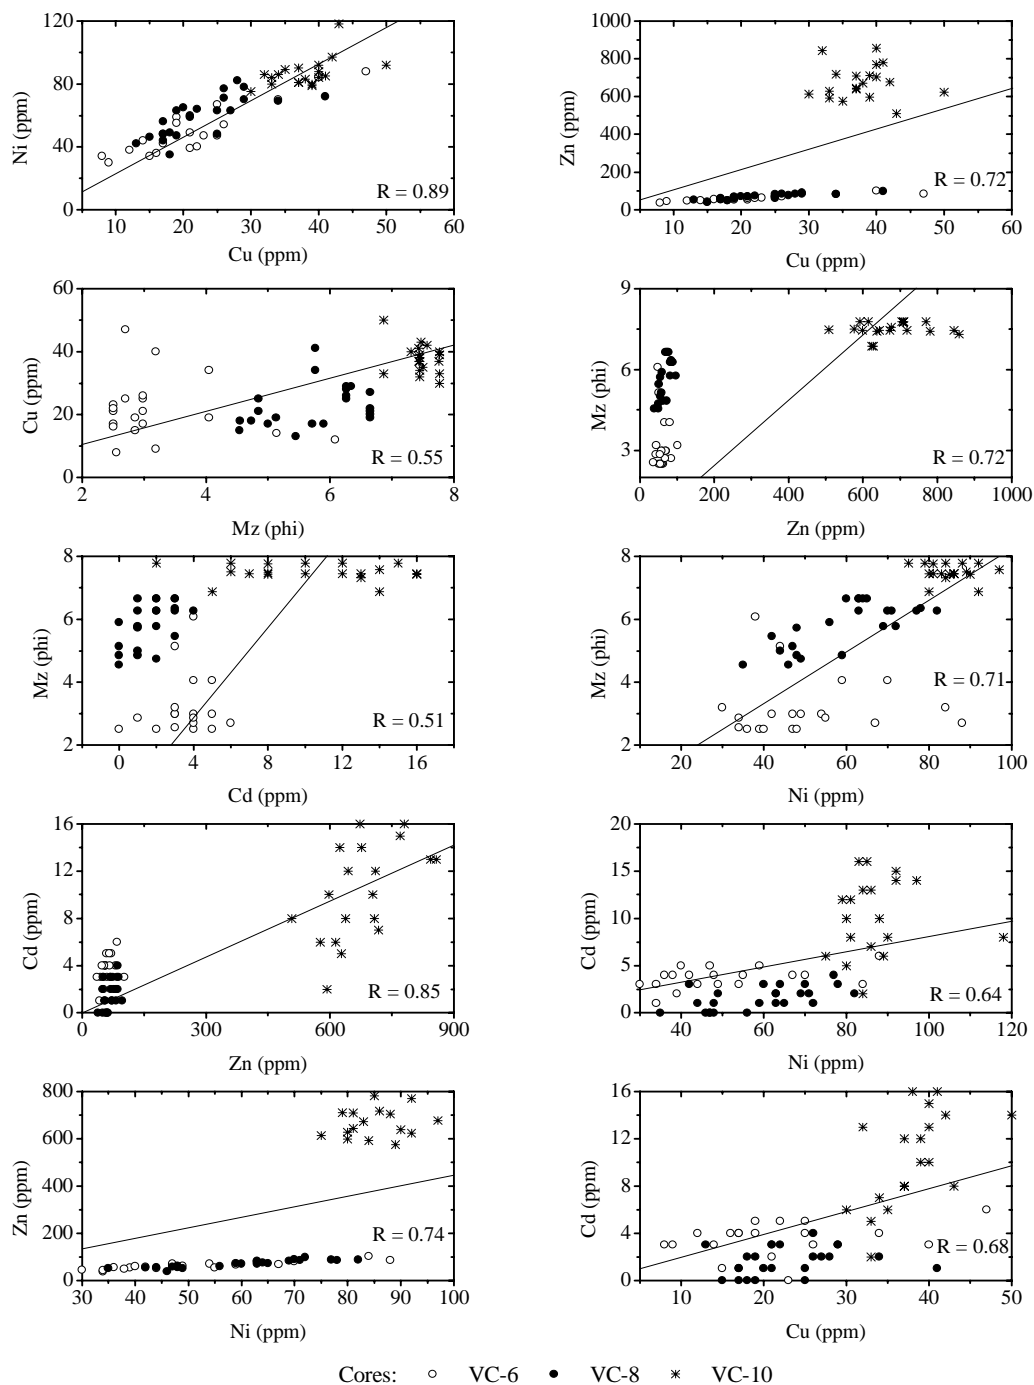 120
80
40
0
Ni (ppm)
R = 0.89
10 20 30 40 50 60
Cu (ppm)
1000
800
600
400
200
0
Zn (ppm)
R = 0.72
10 20 30 40 50 60
Cu (ppm)
60
40
20
0
Cu (ppm)
R = 0.55
2 4 6 8
Mz (phi)
9
6
3
Mz (phi)
R = 0.72
0 200 400 600 800 1000
Zn (ppm)
8
6
4
2
Mz (phi)
R = 0.51
0 4 8 12 16
Cd (ppm)
8
6
4
2
Mz (phi)
R = 0.71
20 40 60 80 100
Ni (ppm)
16
12
8
4
0
Cd (ppm)
R = 0.85
0 300 600 900
Zn (ppm)
20
15
10
5
0
Cd (ppm)
R = 0.64
40 60 80 100 120
Ni (ppm)
800
600
400
200
0
Zn (ppm)
R = 0.74
30 40 50 60 70 80 90 100
Ni (ppm)
16
12
8
4
0
Cd (ppm)
R = 0.68
10 20 30 40 50
Cu (ppm)
Cores: VC-6 VC-8 VC-10